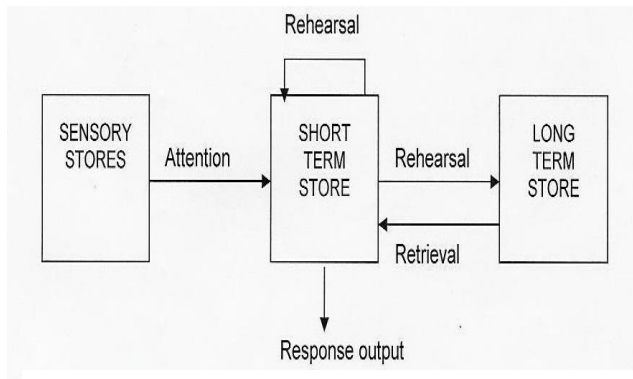 Rehearsal
SENSORY
STORES
Attention
SHORT
TERM
STORE
Rehearsal
Retrieval
LONG
TERM
STORE
Response output